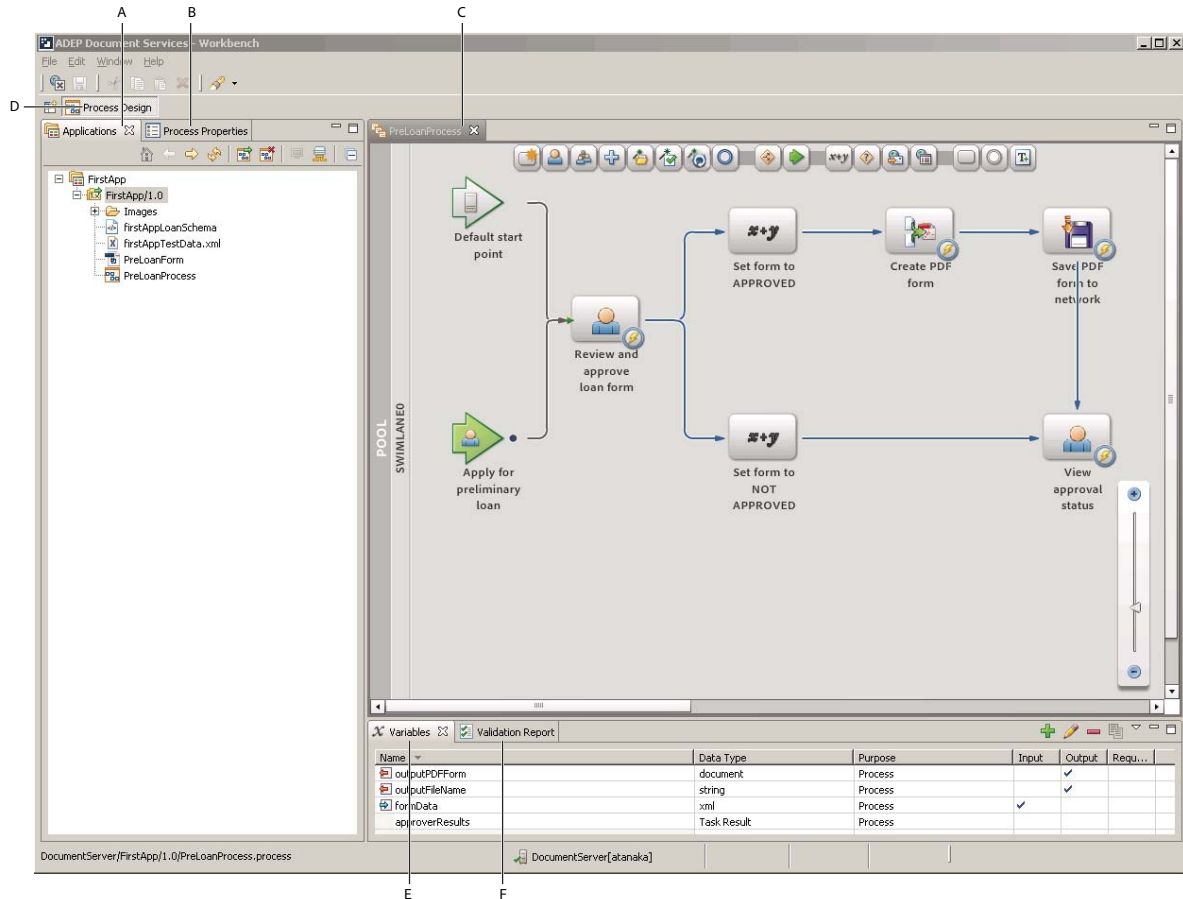 A
B
C
ADEP Document Services - Workbench
File Edit Window Help
D
Process Design
Applications
Process Properties
PreLoanProcess
FirstApp
FirstApp/1.0
Images
firstAppLoanSchema
firstAppTestData.xml
PreLoanForm
PreLoanProcess
POOL
SWIMLANE0
x+y
T
Default start
point
x+y
Set form to
APPROVED
Create PDF
form
Save PDF
form to
network
Review and
approve
loan form
Apply for
preliminary
loan
x+y
Set form to
NOT
APPROVED
View
approval
status
x Variables
Validation Report
Name Data Type Purpose Input Output Requ...
outputPDFForm document Process
outputFileName string Process
formData xml Process
approverResults Task Result Process
DocumentServer/FirstApp/1.0/PreLoanProcess.process
DocumentServer[atanaka]
E
F